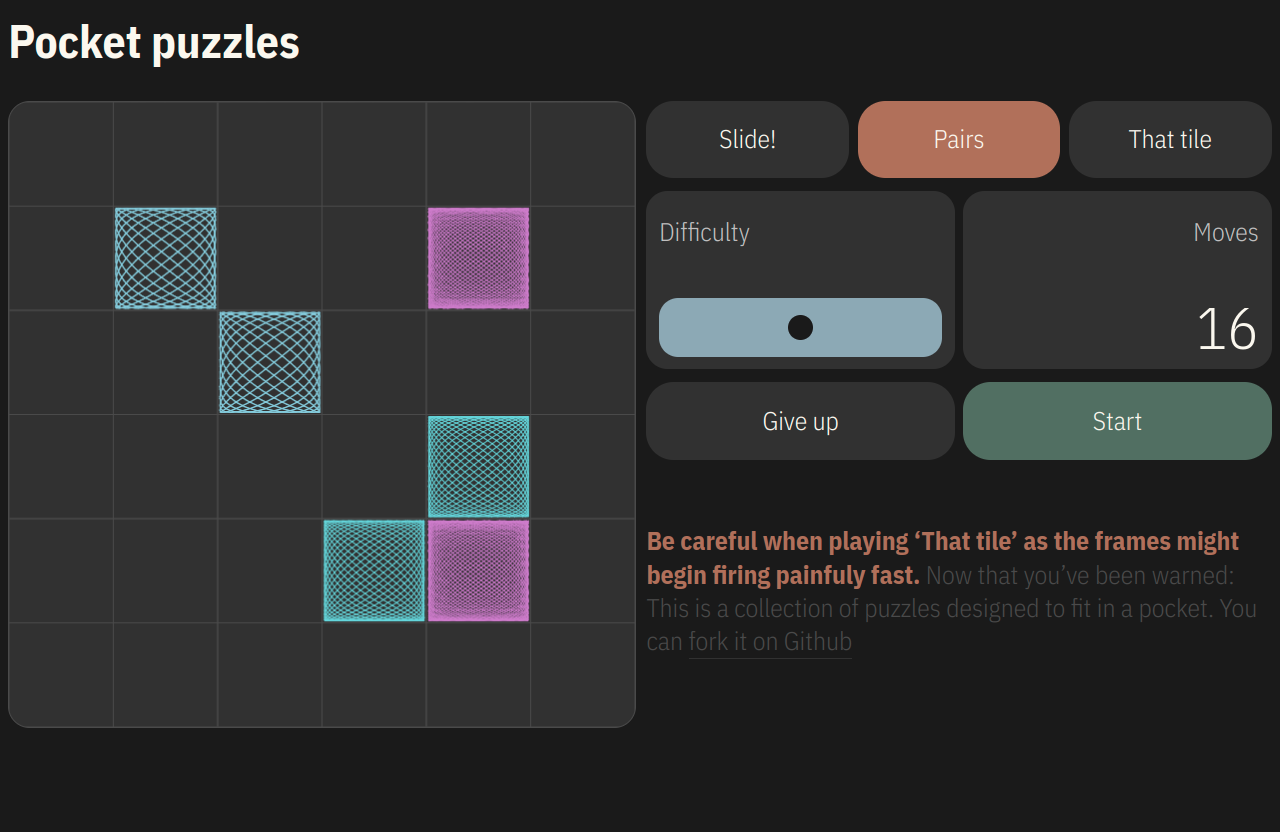 Pocket puzzles
Slide!
Pairs
That tile
Difficulty
Moves
16
Give up
Start
Be careful when playing ‘That tile’ as the frames might
begin firing painfuly fast. Now that you’ve been warned:
This is a collection of puzzles designed to fit in a pocket. You
can fork it on Github